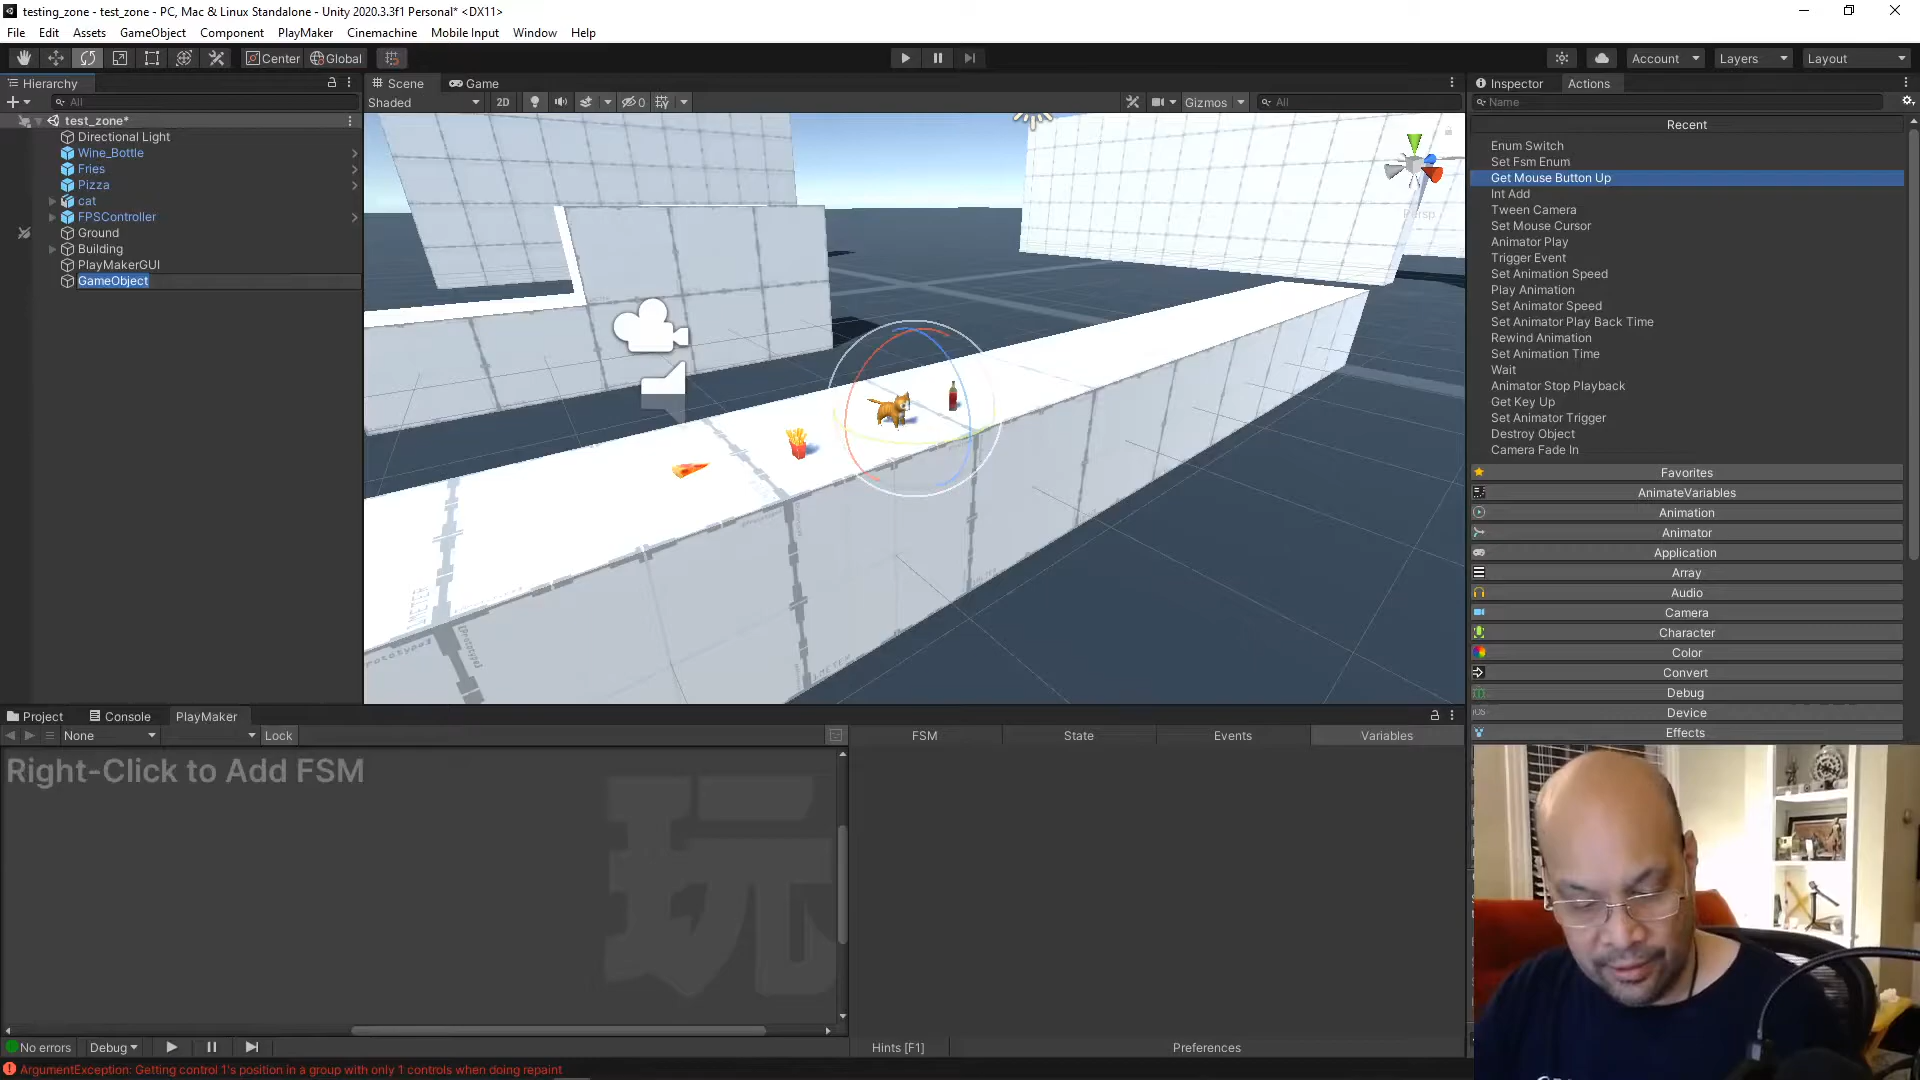 testing_zone - test_zone - PC, Mac & Linux Standalone - Unity 2020.3.3f1 Personal* <DX11>
File Edit Assets GameObject Component PlayMaker Cinemachine Mobile Input Window Help
Center Global Account Layers Layout
Hierarchy
All
test_zone*
Directional Light
Wine_Bottle
Fries
Pizza
cat
FPSController
Ground
Building
PlayMakerGUI
GameObject
Scene Game
Shaded 2D 0 Gizmos All
Persp
Inspector Actions
Name
Recent
Enum Switch
Set Fsm Enum
Get Mouse Button Up
Int Add
Tween Camera
Set Mouse Cursor
Animator Play
Trigger Event
Set Animation Speed
Play Animation
Set Animator Speed
Set Animator Play Back Time
Rewind Animation
Set Animation Time
Wait
Animator Stop Playback
Get Key Up
Set Animator Trigger
Destroy Object
Camera Fade In
Favorites
AnimateVariables
Animation
Animator
Application
Array
Audio
Camera
Character
Color
Convert
Debug
iOS Device
Effects
Project Console PlayMaker
None Lock FSM State Events Variables
Right-Click to Add FSM
玩
No errors Debug Hints [F1] Preferences
ArgumentException: Getting control 1's position in a group with only 1 controls when doing repaint